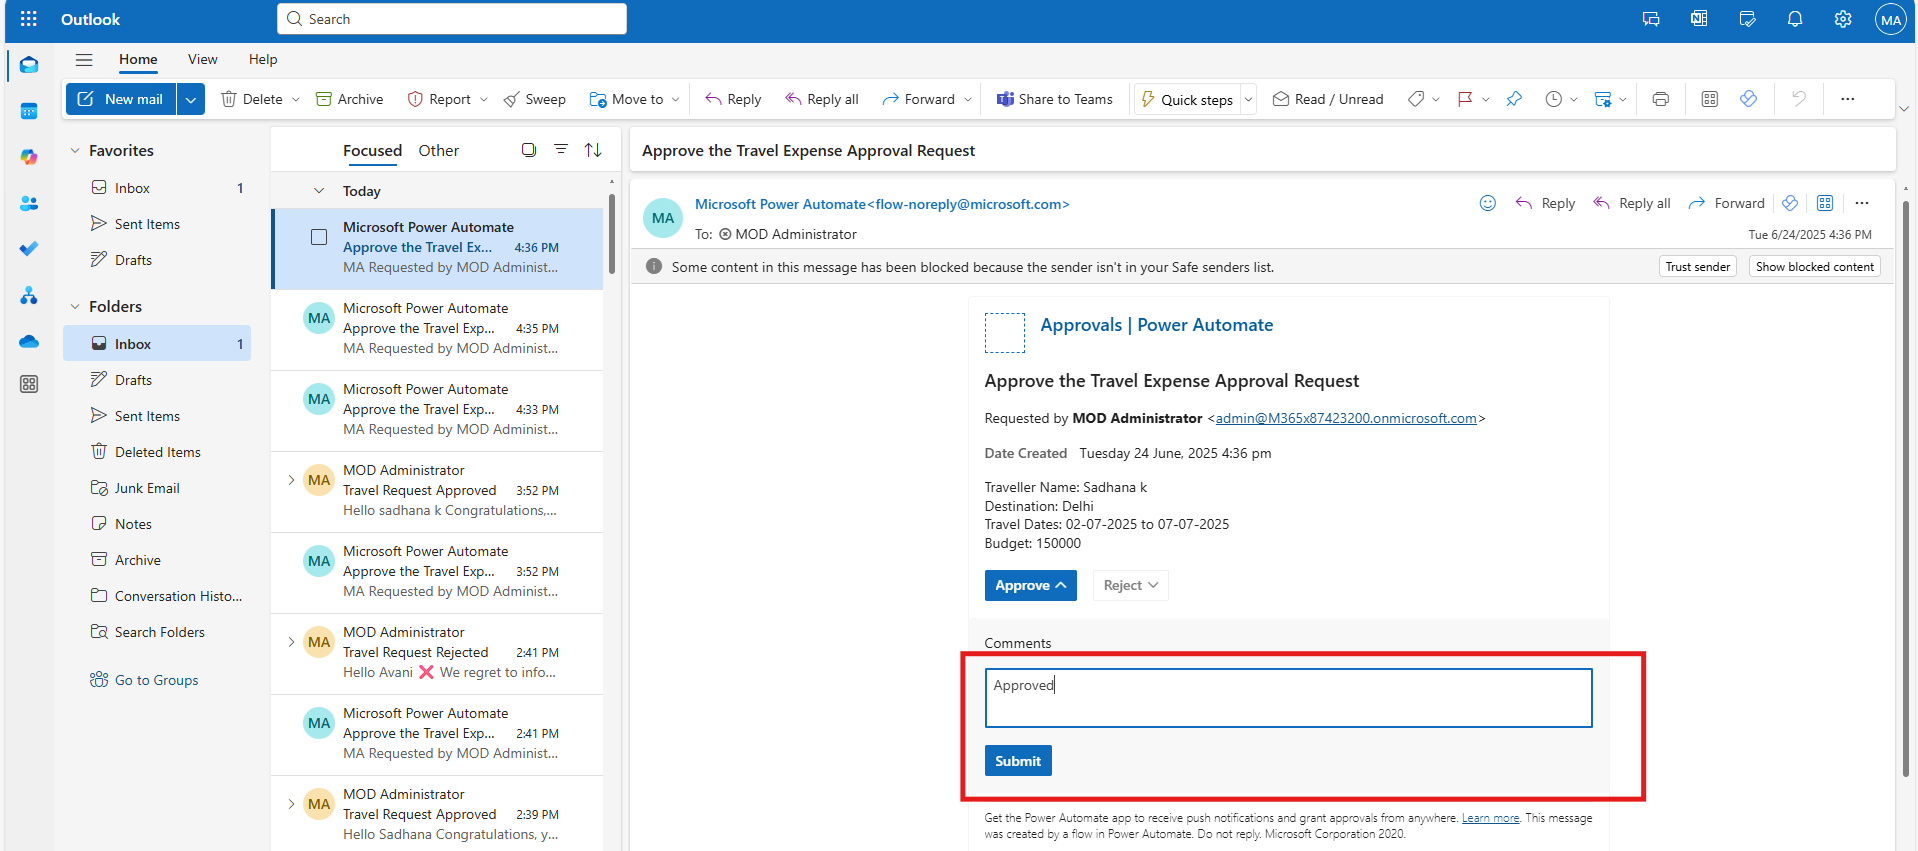 Outlook
Search
MA
Home View Help
New mail Delete Archive Report Sweep Move to Reply Reply all Forward Share to Teams Quick steps Read / Unread
Favorites
Inbox 1
Sent Items
Drafts
Folders
Inbox 1
Drafts
Sent Items
Deleted Items
Junk Email
Notes
Archive
Conversation Histo...
Search Folders
Go to Groups
Focused Other
Today
Microsoft Power Automate
Approve the Travel Ex... 4:36 PM
MA Requested by MOD Administ...
MA
Microsoft Power Automate
Approve the Travel Exp... 4:35 PM
MA Requested by MOD Administ...
MA
Microsoft Power Automate
Approve the Travel Exp... 4:33 PM
MA Requested by MOD Administ...
MA
MOD Administrator
Travel Request Approved 3:52 PM
Hello sadhana k Congratulations,...
MA
Microsoft Power Automate
Approve the Travel Exp... 3:52 PM
MA Requested by MOD Administ...
MA
MOD Administrator
Travel Request Rejected 2:41 PM
Hello Avani ❌ We regret to info...
MA
Microsoft Power Automate
Approve the Travel Exp... 2:41 PM
MA Requested by MOD Administ...
MA
MOD Administrator
Travel Request Approved 2:39 PM
Hello Sadhana Congratulations, y...
Approve the Travel Expense Approval Request
MA
Microsoft Power Automate<flow-noreply@microsoft.com>
To: MOD Administrator
Reply Reply all Forward
Tue 6/24/2025 4:36 PM
Some content in this message has been blocked because the sender isn't in your Safe senders list.
Trust sender Show blocked content
Approvals | Power Automate
Approve the Travel Expense Approval Request
Requested by MOD Administrator <admin@M365x87423200.onmicrosoft.com>
Date Created Tuesday 24 June, 2025 4:36 pm
Traveller Name: Sadhana k
Destination: Delhi
Travel Dates: 02-07-2025 to 07-07-2025
Budget: 150000
Approve Reject
Comments
Approved
Submit
Get the Power Automate app to receive push notifications and grant approvals from anywhere. Learn more. This message
was created by a flow in Power Automate. Do not reply. Microsoft Corporation 2020.